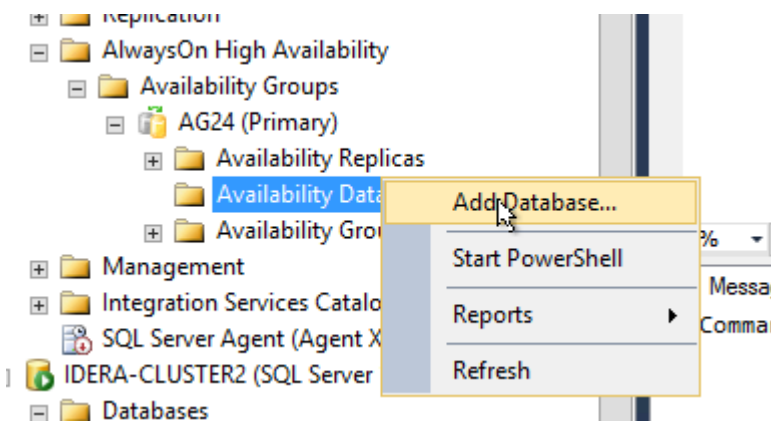 Replication
AlwaysOn High Availability
Availability Groups
AG24 (Primary)
Availability Replicas
Availability Data
Add Database...
Availability Grou
Start PowerShell
%
Management
Messa
Integration Services Catalo
Reports
Comman
SQL Server Agent (Agent X
IDERA-CLUSTER2 (SQL Server
Refresh
Databases